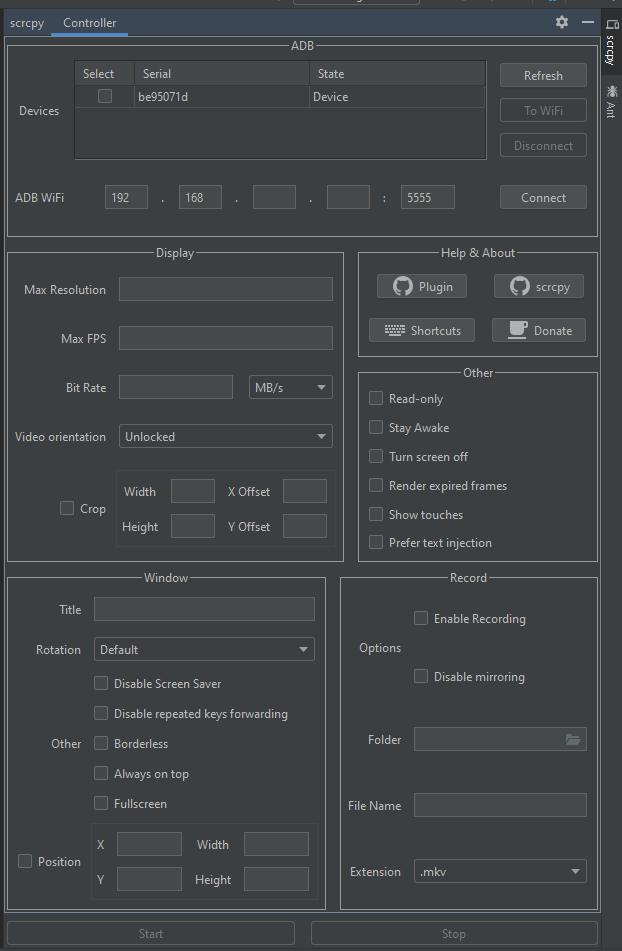 scrcpy Controller
scrcpy
Ant
ADB
Select Serial State
Devices
be95071d Device
Refresh
To WiFi
Disconnect
ADB WiFi 192 . 168 . . : 5555 Connect
Display
Max Resolution
Max FPS
Bit Rate MB/s
Video orientation Unlocked
Crop
Width X Offset
Height Y Offset
Help & About
Plugin scrcpy
Shortcuts Donate
Other
Read-only
Stay Awake
Turn screen off
Render expired frames
Show touches
Prefer text injection
Window
Title
Rotation Default
Other
Disable Screen Saver
Disable repeated keys forwarding
Borderless
Always on top
Fullscreen
Position
X Width
Y Height
Record
Options
Enable Recording
Disable mirroring
Folder
File Name
Extension .mkv
Start Stop